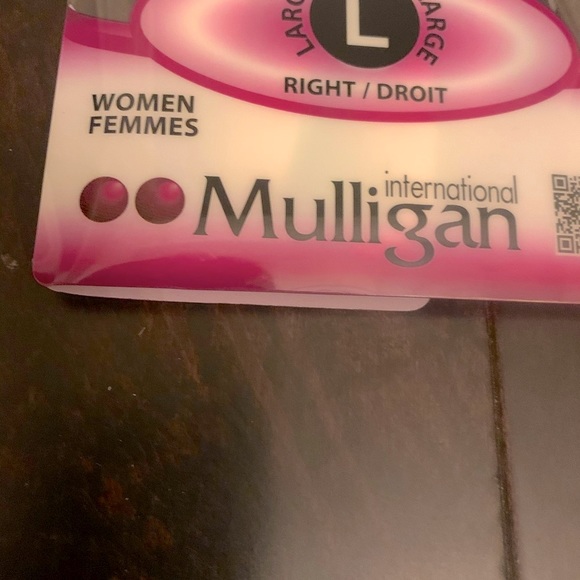 L
RIGHT / DROIT
WOMEN
FEMMES
international
Mulligan